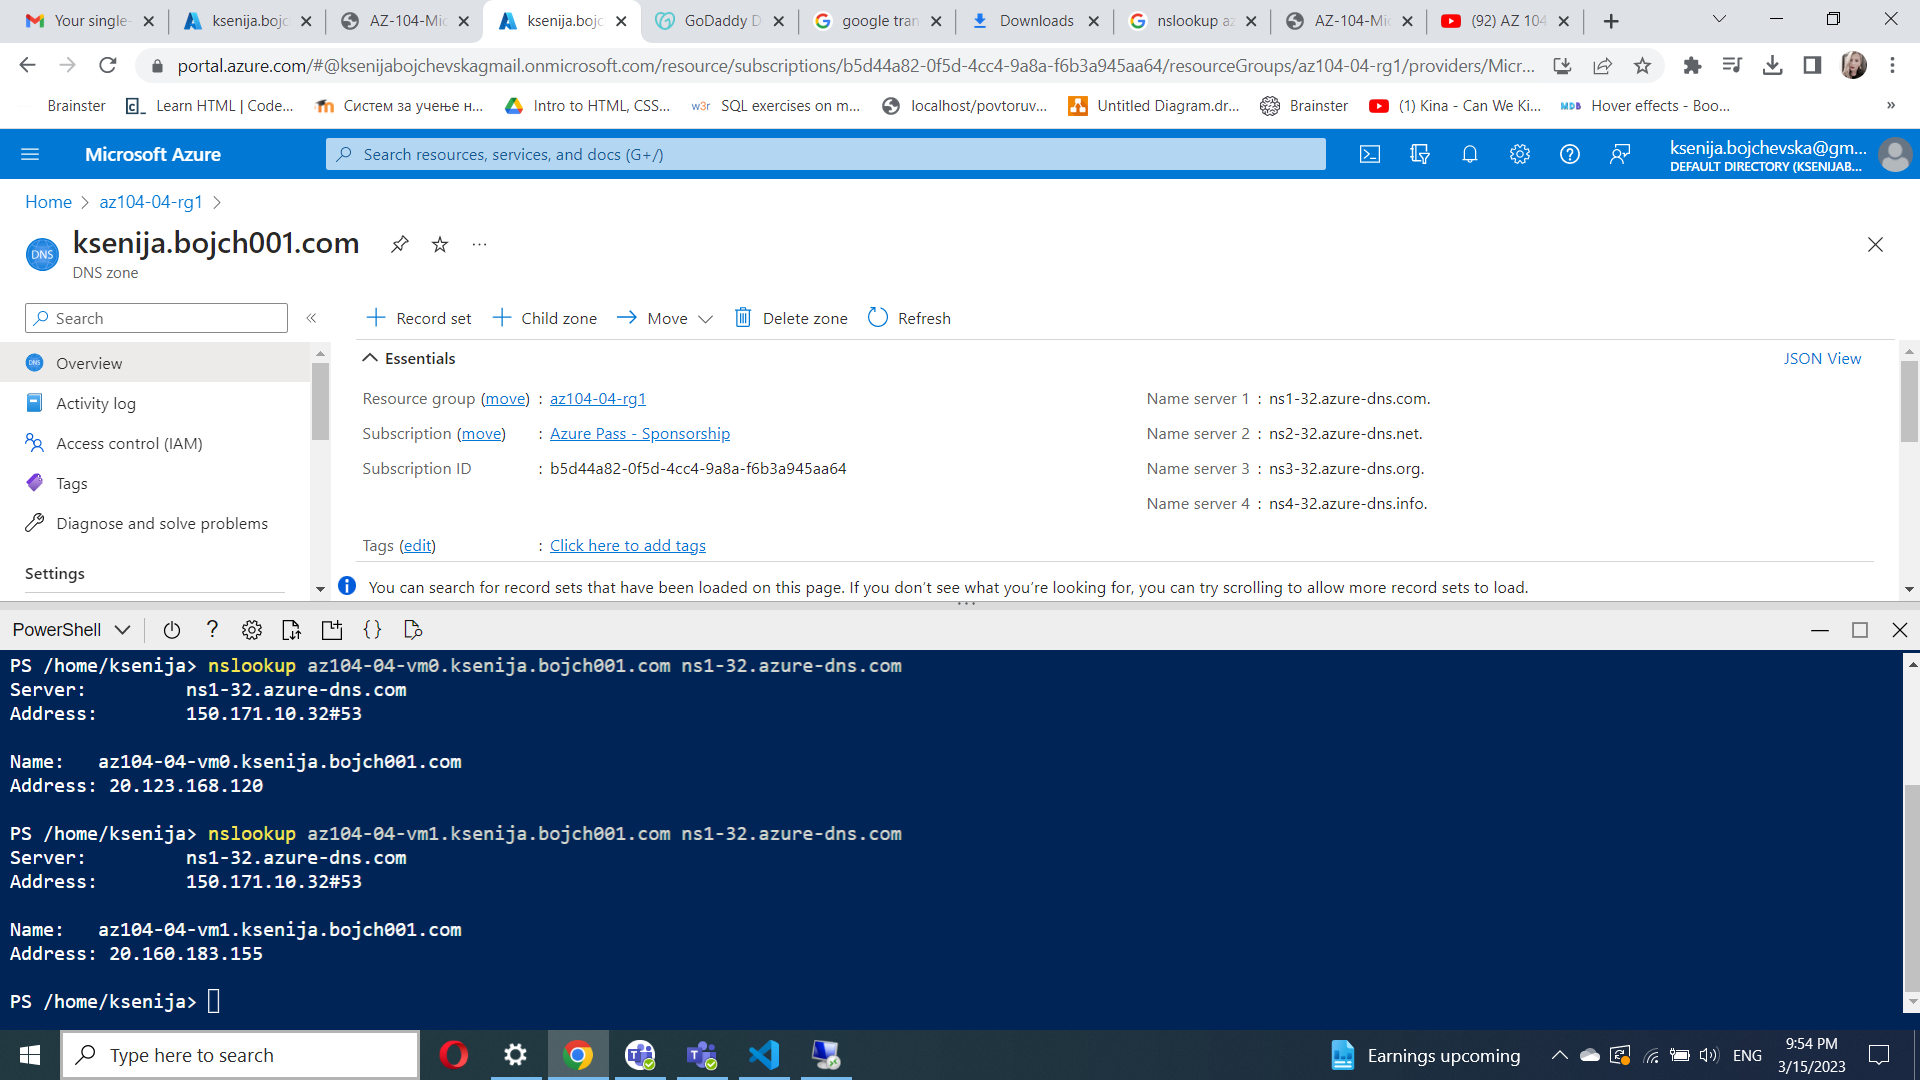 Your single-
ksenija.bojc
AZ-104-Mic
ksenija.bojc
GoDaddy D
google tran
Downloads
nslookup az
AZ-104-Mi
(92) AZ 104
portal.azure.com/#@ksenijabojchevskagmail.onmicrosoft.com/resource/subscriptions/b5d44a82-0f5d-4cc4-9a8a-f6b3a945aa64/resourceGroups/az104-04-rg1/providers/Micr...
Brainster
Learn HTML | Code...
Систем за учење н...
Intro to HTML, CSS...
w3r SQL exercises on m...
localhost/povtoruv...
Untitled Diagram.dr...
Brainster
(1) Kina - Can We Ki...
MDB Hover effects - Boo...
»
Microsoft Azure
Search resources, services, and docs (G+/)
ksenija.bojchevska@gm...
DEFAULT DIRECTORY (KSENIJAB...
Home > az104-04-rg1 >
DNS
ksenija.bojch001.com
...
DNS zone
Search
«
Record set
Child zone
Move
Delete zone
Refresh
Overview
Activity log
Access control (IAM)
Tags
Diagnose and solve problems
Settings
Essentials
JSON View
Resource group (move) : az104-04-rg1
Subscription (move) : Azure Pass - Sponsorship
Subscription ID : b5d44a82-0f5d-4cc4-9a8a-f6b3a945aa64
Name server 1 : ns1-32.azure-dns.com.
Name server 2 : ns2-32.azure-dns.net.
Name server 3 : ns3-32.azure-dns.org.
Name server 4 : ns4-32.azure-dns.info.
Tags (edit) : Click here to add tags
You can search for record sets that have been loaded on this page. If you don't see what you're looking for, you can try scrolling to allow more record sets to load.
PowerShell
? { }
PS /home/ksenija> nslookup az104-04-vm0.ksenija.bojch001.com ns1-32.azure-dns.com
Server: ns1-32.azure-dns.com
Address: 150.171.10.32#53
Name: az104-04-vm0.ksenija.bojch001.com
Address: 20.123.168.120
PS /home/ksenija> nslookup az104-04-vm1.ksenija.bojch001.com ns1-32.azure-dns.com
Server: ns1-32.azure-dns.com
Address: 150.171.10.32#53
Name: az104-04-vm1.ksenija.bojch001.com
Address: 20.160.183.155
PS /home/ksenija>
Type here to search
Earnings upcoming
ENG
9:54 PM
3/15/2023